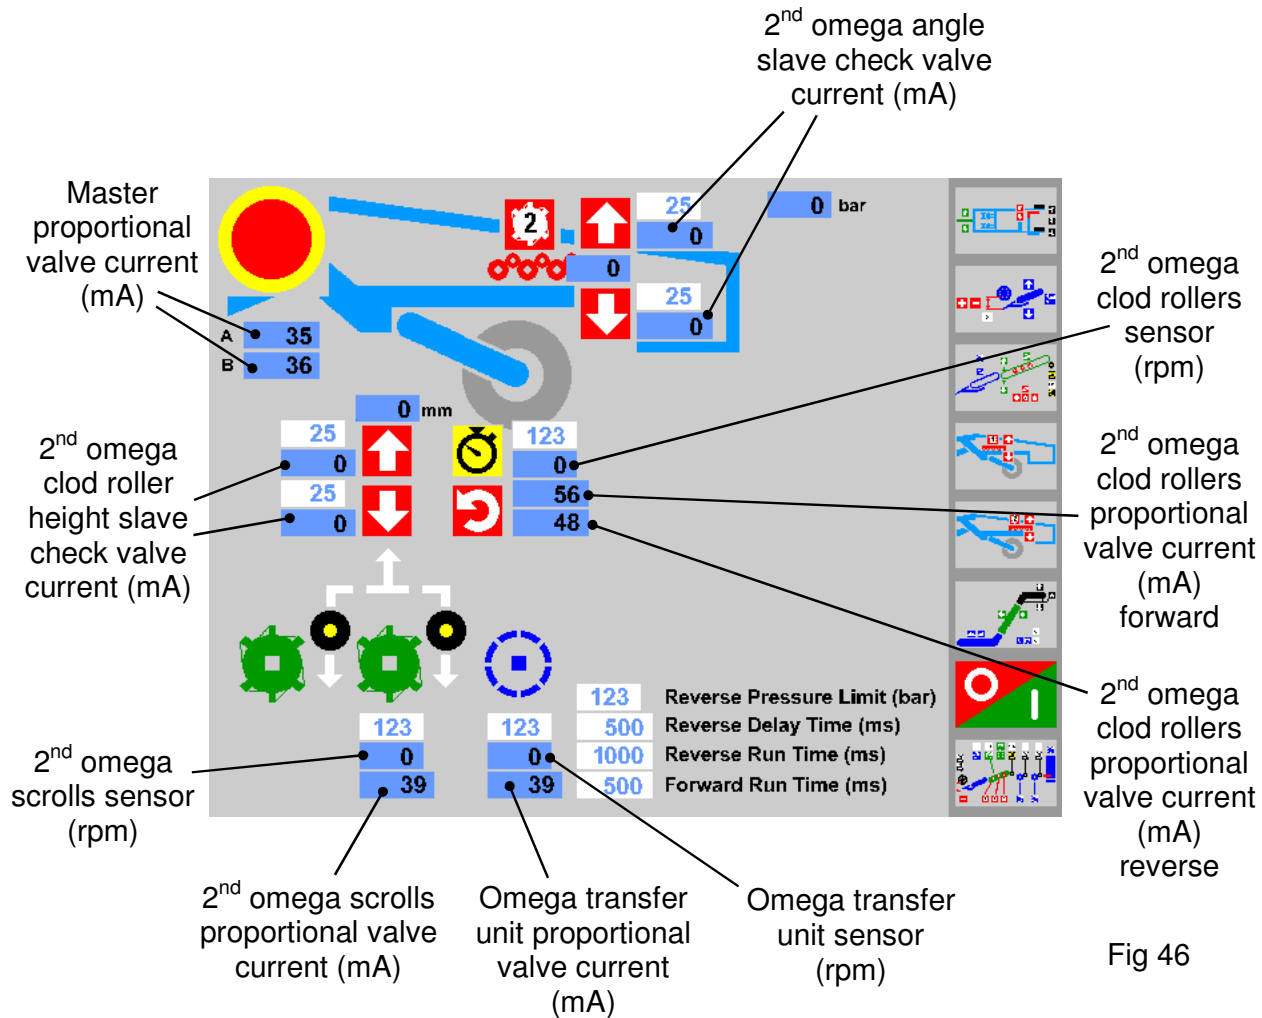 2nd omega angle
slave check valve
current (mA)
Master
proportional
valve current
(mA)
2
25
0
0 bar
0
25
0
A 35
B 36
2nd omega
clod rollers
sensor
(rpm)
0 mm
25
0
25
0
123
0
56
48
2nd omega
clod roller
height slave
check valve
current (mA)
2nd omega
clod rollers
proportional
valve current
(mA)
forward
123 Reverse Pressure Limit (bar)
500 Reverse Delay Time (ms)
1000 Reverse Run Time (ms)
500 Forward Run Time (ms)
123
0
39
123
0
39
2nd omega
scrolls sensor
(rpm)
2nd omega
clod rollers
proportional
valve current
(mA)
reverse
2nd omega scrolls
proportional valve
current (mA)
Omega transfer
unit proportional
valve current
(mA)
Omega transfer
unit sensor
(rpm)
Fig 46